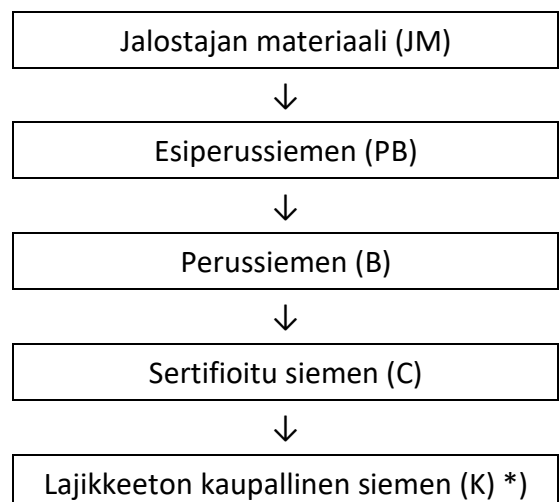 Jalostajan materiaali (JM)
↓
Esiperussiemen (PB)
↓
Perussiemen (B)
↓
Sertifioitu siemen (C)
↓
Lajikkeeton kaupallinen siemen (K) *)